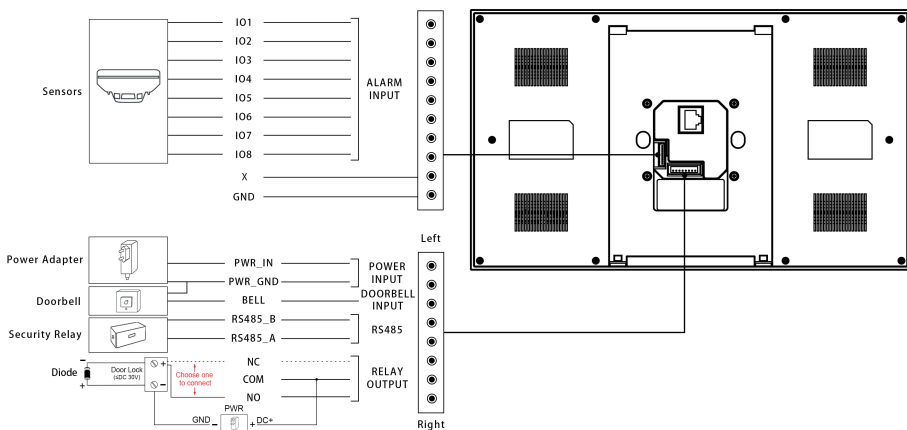 Sensors
IO1
IO2
IO3
IO4
IO5
IO6
IO7
IO8
X
GND
ALARM
INPUT
Left
Power Adapter
PWR_IN
PWR_GND
POWER
INPUT
Doorbell
BELL
DOORBELL
INPUT
Security Relay
RS485_B
RS485_A
RS485
Diode
-
+
Door Lock
(≤DC 30V)
+
-
Choose one
to connect
NC
COM
NO
RELAY
OUTPUT
PWR
GND - + DC+
Right